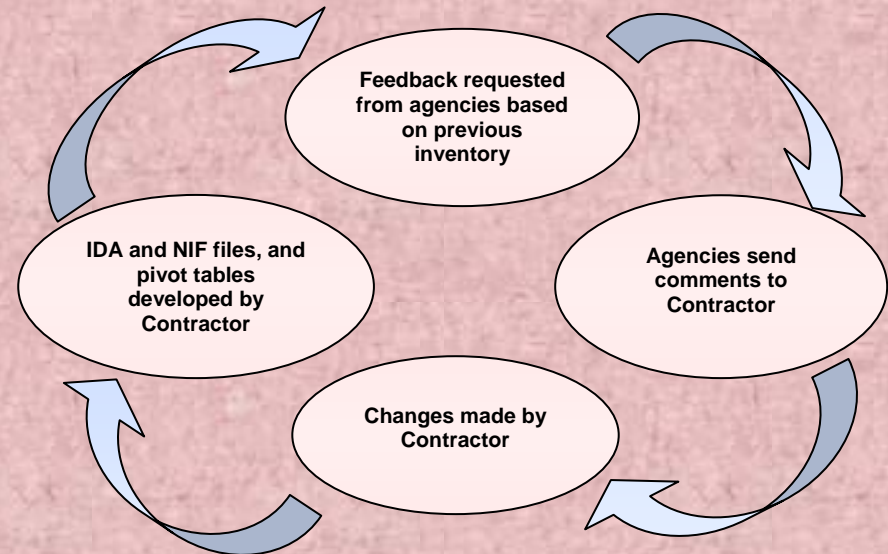 Feedback requested
from agencies based
on previous
inventory
Agencies send
comments to
Contractor
Changes made by
Contractor
IDA and NIF files, and
pivot tables
developed by
Contractor